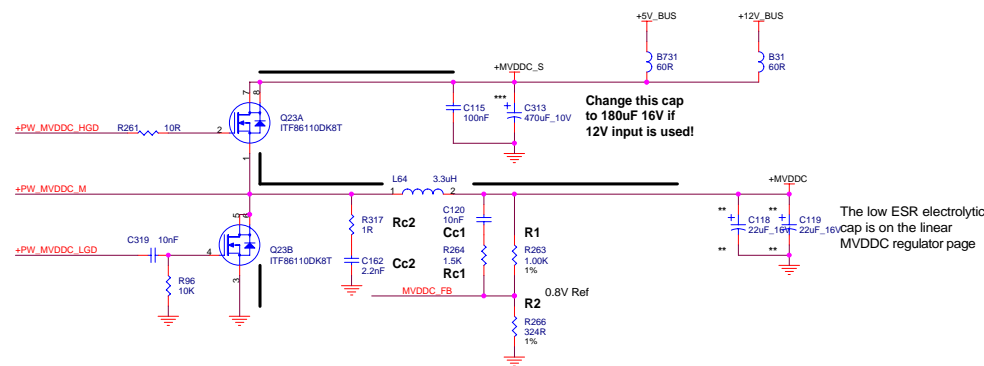 +5V_BUS
+12V_BUS
B731
60R
B31
60R
+MVDDC_S
7
8
***
+
C115
100nF
C313
470uF_10V
Change this cap
to 180uF 16V if
12V input is used!
Q23A
ITF86110DK8T
+PW_MVDDC_HGD
R261
10R
2
1
L64
3.3uH
+MVDDC
+PW_MVDDC_M
1
2
R317
1R
Rc2
C120
10nF
Cc1
R1
**
+
C118
22uF_16V
**
**
+
C119
22uF_16V
**
The low ESR electrolytic
cap is on the linear
MVDDC regulator page
C319
10nF
5
6
Q23B
ITF86110DK8T
+PW_MVDDC_LGD
4
3
C162
2.2nF
Cc2
R264
1.5K
Rc1
R263
1.00K
1%
R96
10K
MVDDC_FB
0.8V Ref
R2
R266
324R
1%